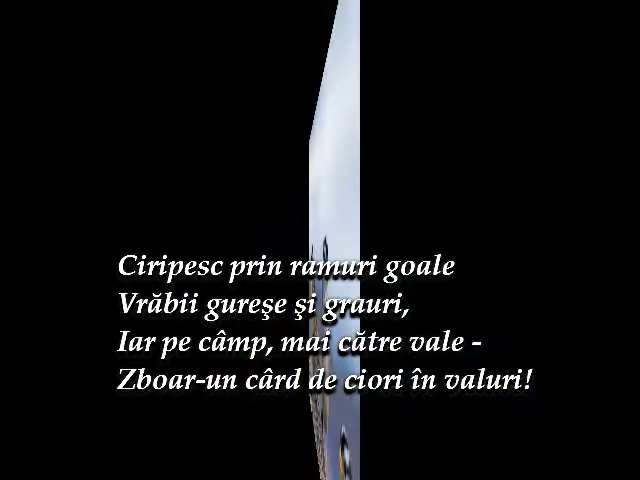 Ciripesc prin ramuri goale
Vrăbii gureşe şi grauri,
Iar pe câmp, mai către vale -
Zboar-un cârd de ciori în valuri!